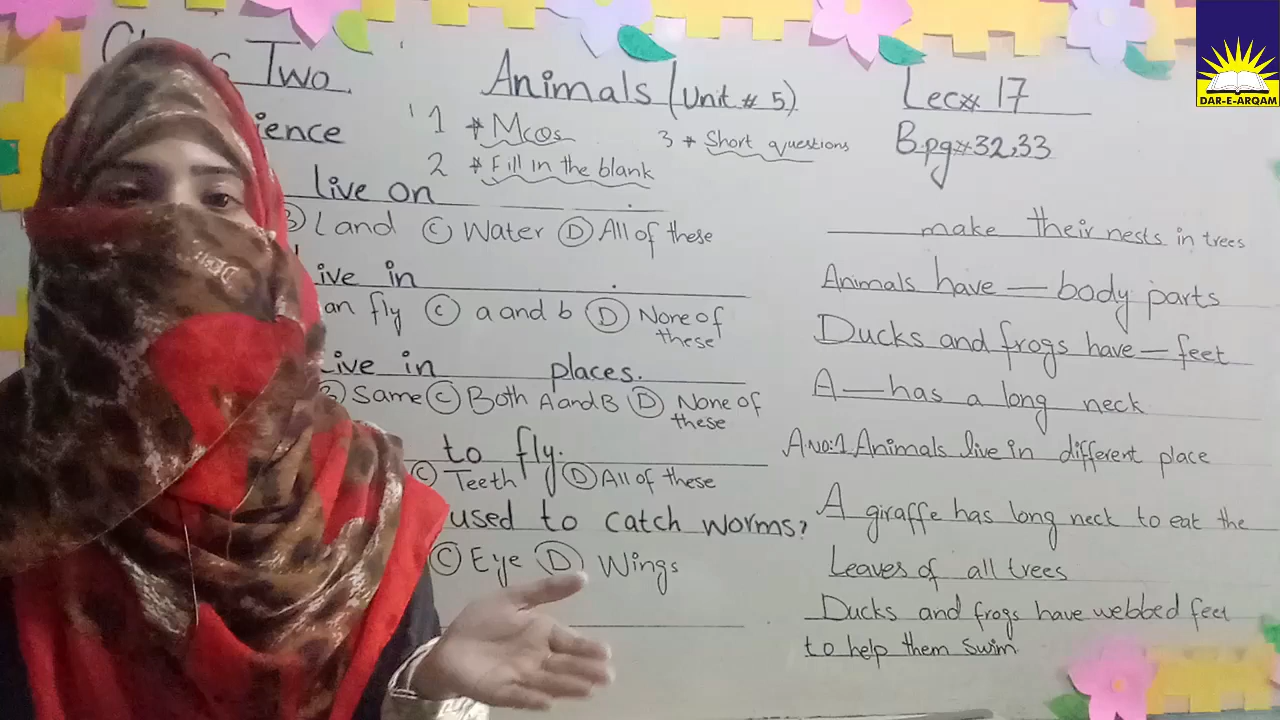 Two
Animals (Unit # 5)
Lec# 17
ience
1 * Mcqs
3 * Short questions
B.pg#32,33
2 * Fill in the blank
live on
B Land C Water D All of these
ive in
an fly C a and b D None of these
live in places.
B Same C Both A and B D None of these
to fly.
C Teeth D All of these
used to catch worms?
C Eye D Wings
make their nests in trees
Animals have — body parts
Ducks and frogs have — feet
A — has a long neck
A no:1 Animals live in different place
A giraffe has long neck to eat the
Leaves of all trees
Ducks and frogs have webbed feet
to help them swim
DAR-E-ARQAM